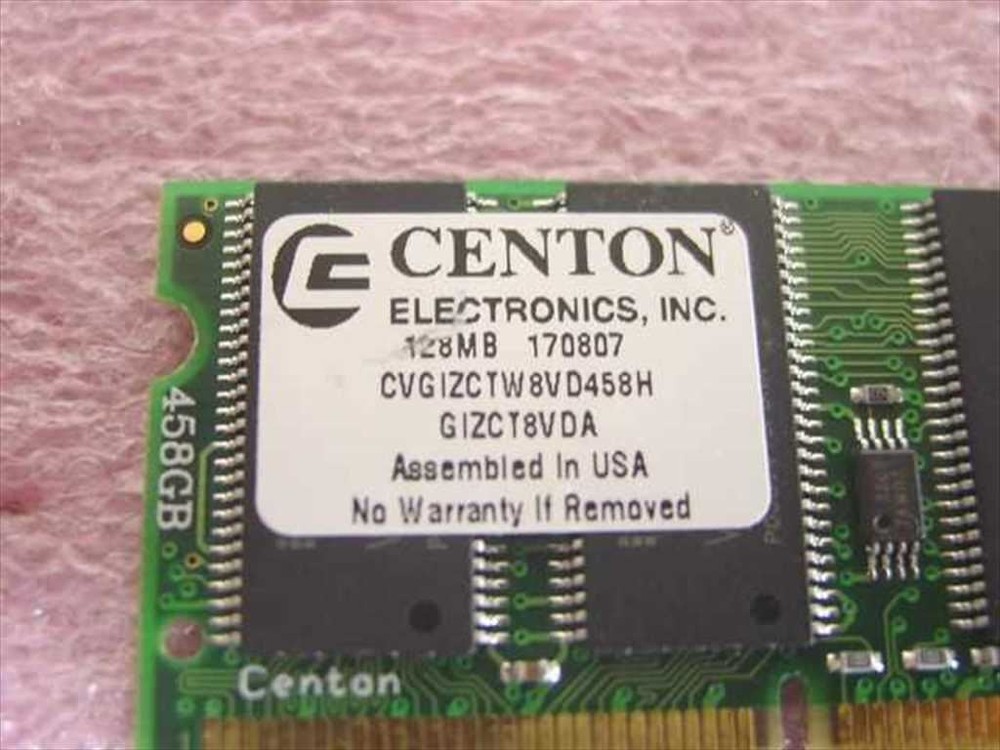 CENTON®
ELECTRONICS, INC.
128MB 170807
CVGIZCTW8VD458H
GIZCT8VDA
Assembled In USA
No Warranty If Removed
458GB
Centon